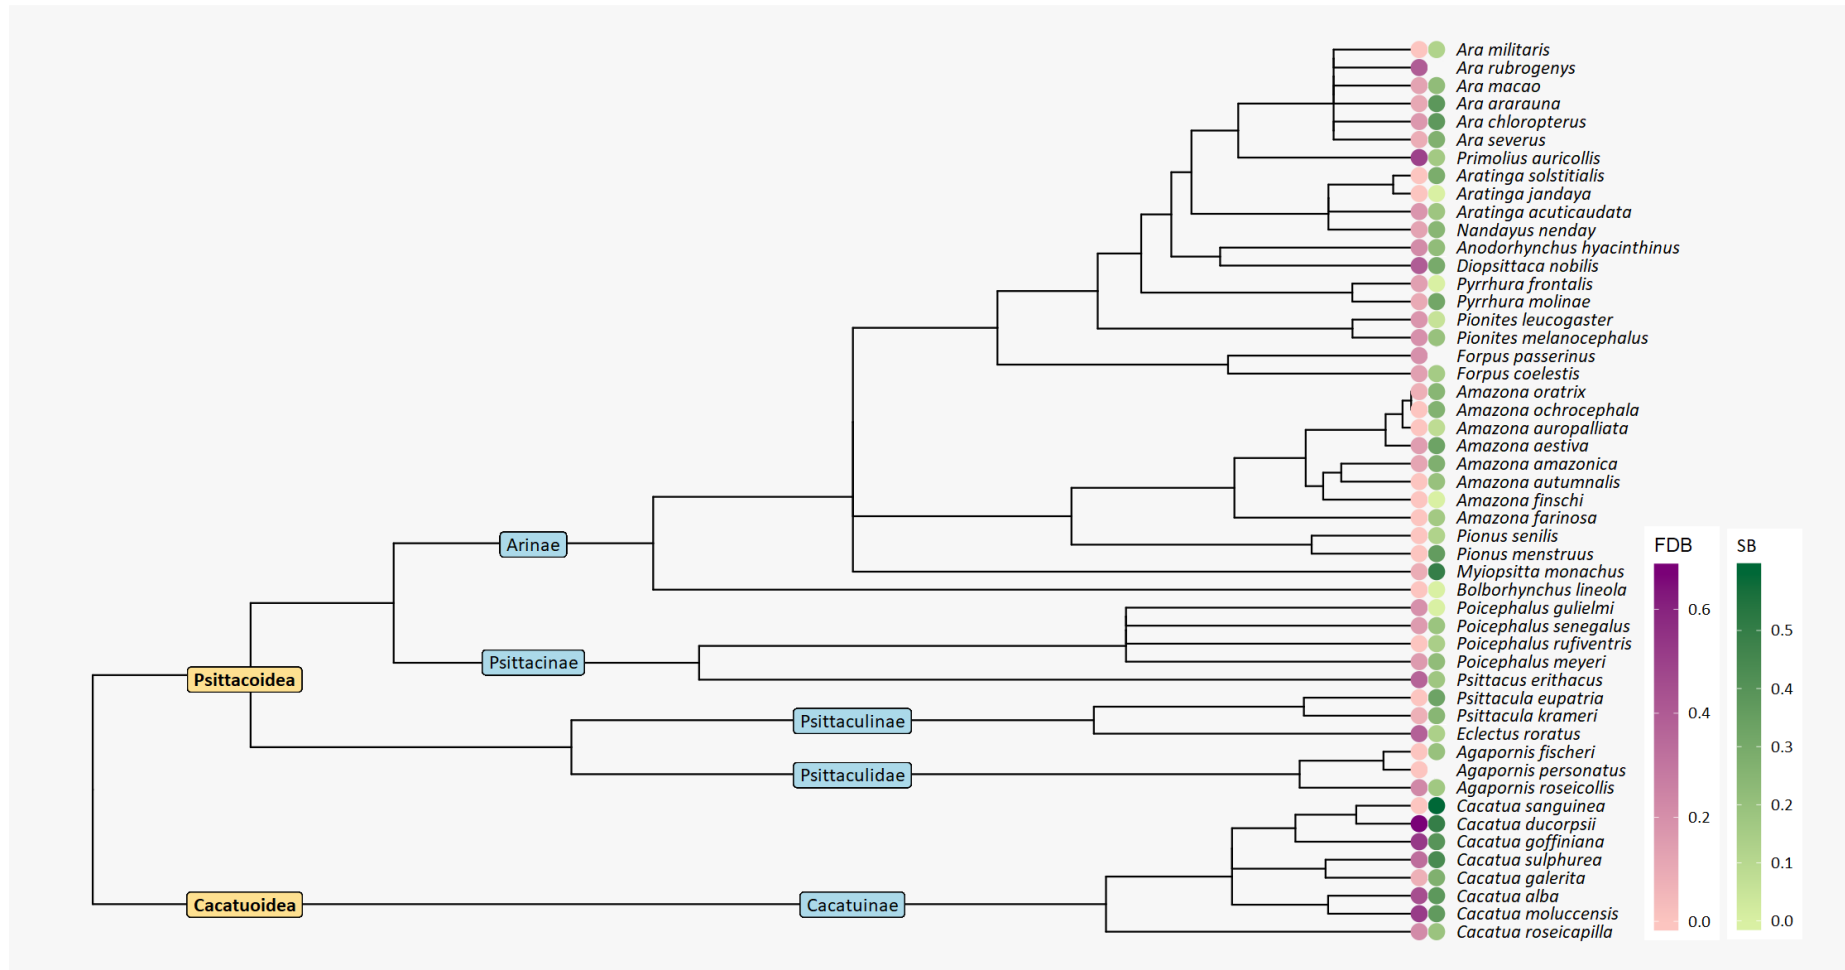 Ara militaris
Ara rubrogenys
Ara macao
Ara ararauna
Ara chloropterus
Ara severus
Primolius auricollis
Aratinga solstitialis
Aratinga jandaya
Aratinga acuticaudata
Nandayus nenday
Anodorhynchus hyacinthinus
Diopsittaca nobilis
Pyrrhura frontalis
Pyrrhura molinae
Pionites leucogaster
Pionites melanocephalus
Forpus passerinus
Forpus coelestis
Amazona oratrix
Amazona ochrocephala
Amazona auropalliata
Amazona aestiva
Amazona amazonica
Amazona autumnalis
Amazona finschi
Amazona farinosa
Pionus senilis
Pionus menstruus
Myiopsitta monachus
Bolborhynchus lineola
Poicephalus gulielmi
Poicephalus senegalus
Poicephalus rufiventris
Poicephalus meyeri
Psittacus erithacus
Psittacula eupatria
Psittacula krameri
Eclectus roratus
Agapornis fischeri
Agapornis personatus
Agapornis roseicollis
Cacatua sanguinea
Cacatua ducorpsii
Cacatua goffiniana
Cacatua sulphurea
Cacatua galerita
Cacatua alba
Cacatua moluccensis
Cacatua roseicapilla
Arinae
Psittacinae
Psittacoidea
Psittaculinae
Psittaculidae
Cacatuoidea
Cacatuinae
FDB
0.6
0.4
0.2
0.0
SB
0.5
0.4
0.3
0.2
0.1
0.0